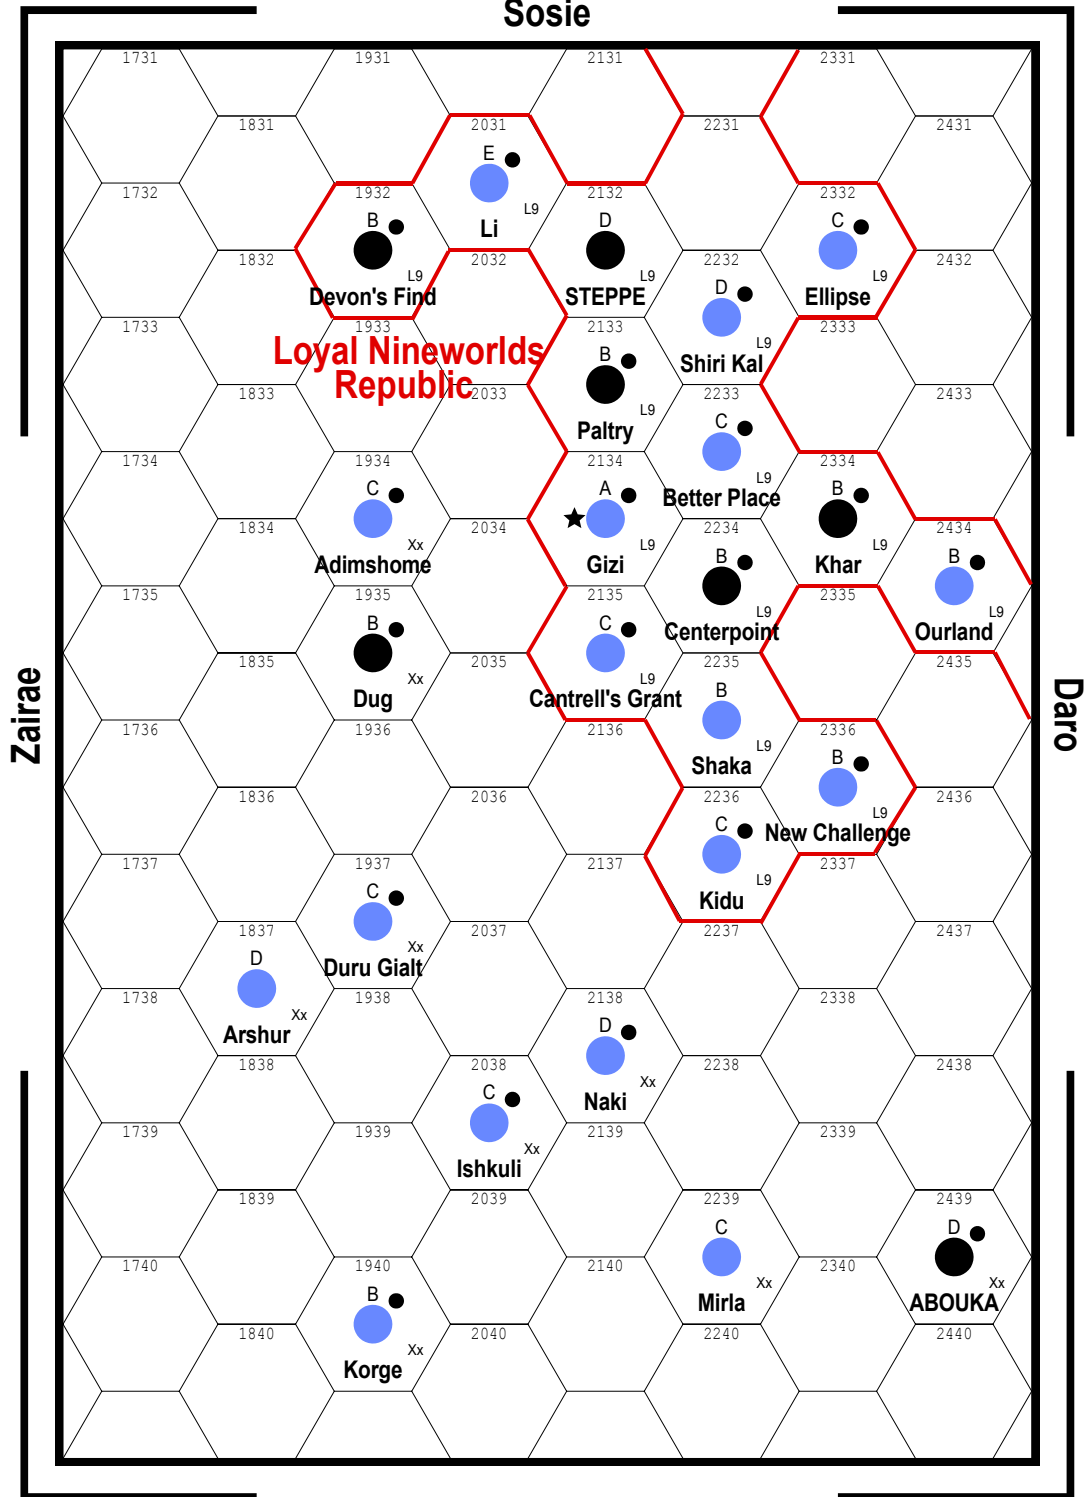 Sosie
1731
1931
2131
2331
1831
2031
2231
2431
E
L9
Li
1732
1932
2132
2332
B
D
C
L9
L9
L9
Devon's Find
STEPPE
Ellipse
1832
2032
2232
2432
D
L9
Shiri Kal
1733
1933
2133
2333
Loyal Nineworlds
Republic
B
L9
Paltry
1833
2033
2233
2433
C
L9
Better Place
1734
1934
2134
2334
C
A
B
Xx
L9
L9
Adimshome
Gizi
Khar
1834
2034
2234
2434
B
B
L9
L9
Centerpoint
Ourland
1735
1935
2135
2335
B
C
Xx
L9
Dug
Cantrell's Grant
1835
2035
2235
2435
B
L9
Shaka
Zairae
Daro
1736
1936
2136
2336
B
L9
New Challenge
1836
2036
2236
2436
C
L9
Kidu
1737
1937
2137
2337
C
Xx
Duru Gialt
1837
2037
2237
2437
D
Xx
Arshur
1738
1938
2138
2338
D
Xx
Naki
1838
2038
2238
2438
C
Xx
Ishkuli
1739
1939
2139
2339
1839
2039
2239
2439
C
D
Xx
Xx
Mirla
ABOUKA
1740
1940
2140
2340
B
Xx
Korge
1840
2040
2240
2440